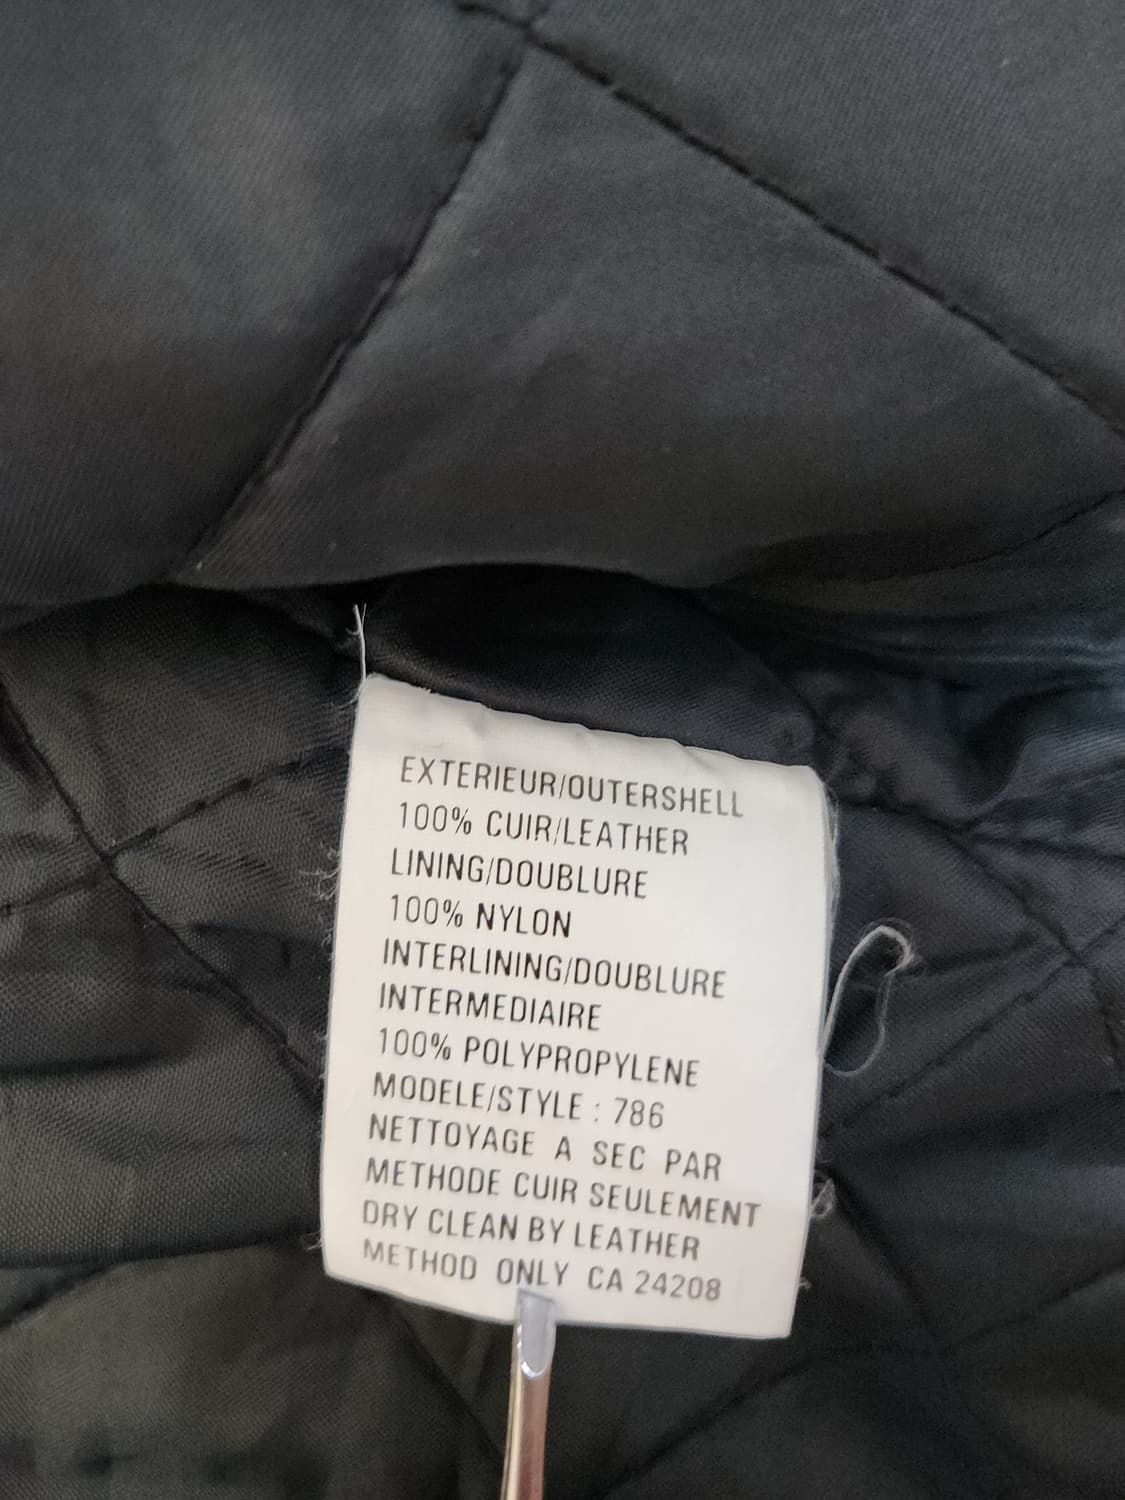 EXTERIEUR/OUTERSHELL
100% CUIR/LEATHER
LINING/DOUBLURE
100% NYLON
INTERLINING/DOUBLURE
INTERMEDIAIRE
100% POLYPROPYLENE
MODELE/STYLE : 786
NETTOYAGE A SEC PAR
METHODE CUIR SEULEMENT
DRY CLEAN BY LEATHER
METHOD ONLY CA 24208